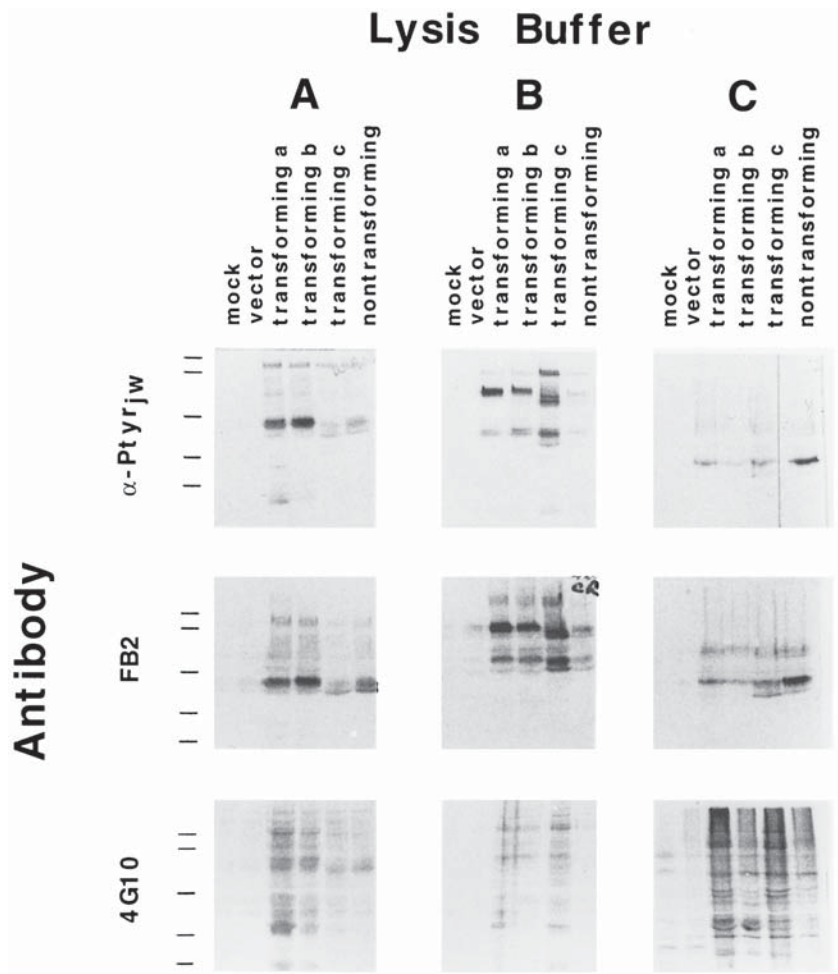 Lysis Buffer
A B C
mock
vector
transforming a
transforming b
transforming c
nontransforming
mock
vector
transforming a
transforming b
transforming c
nontransforming
mock
vector
transforming a
transforming b
transforming c
nontransforming
Antibody
α-Ptyrjw
FB2
4G10